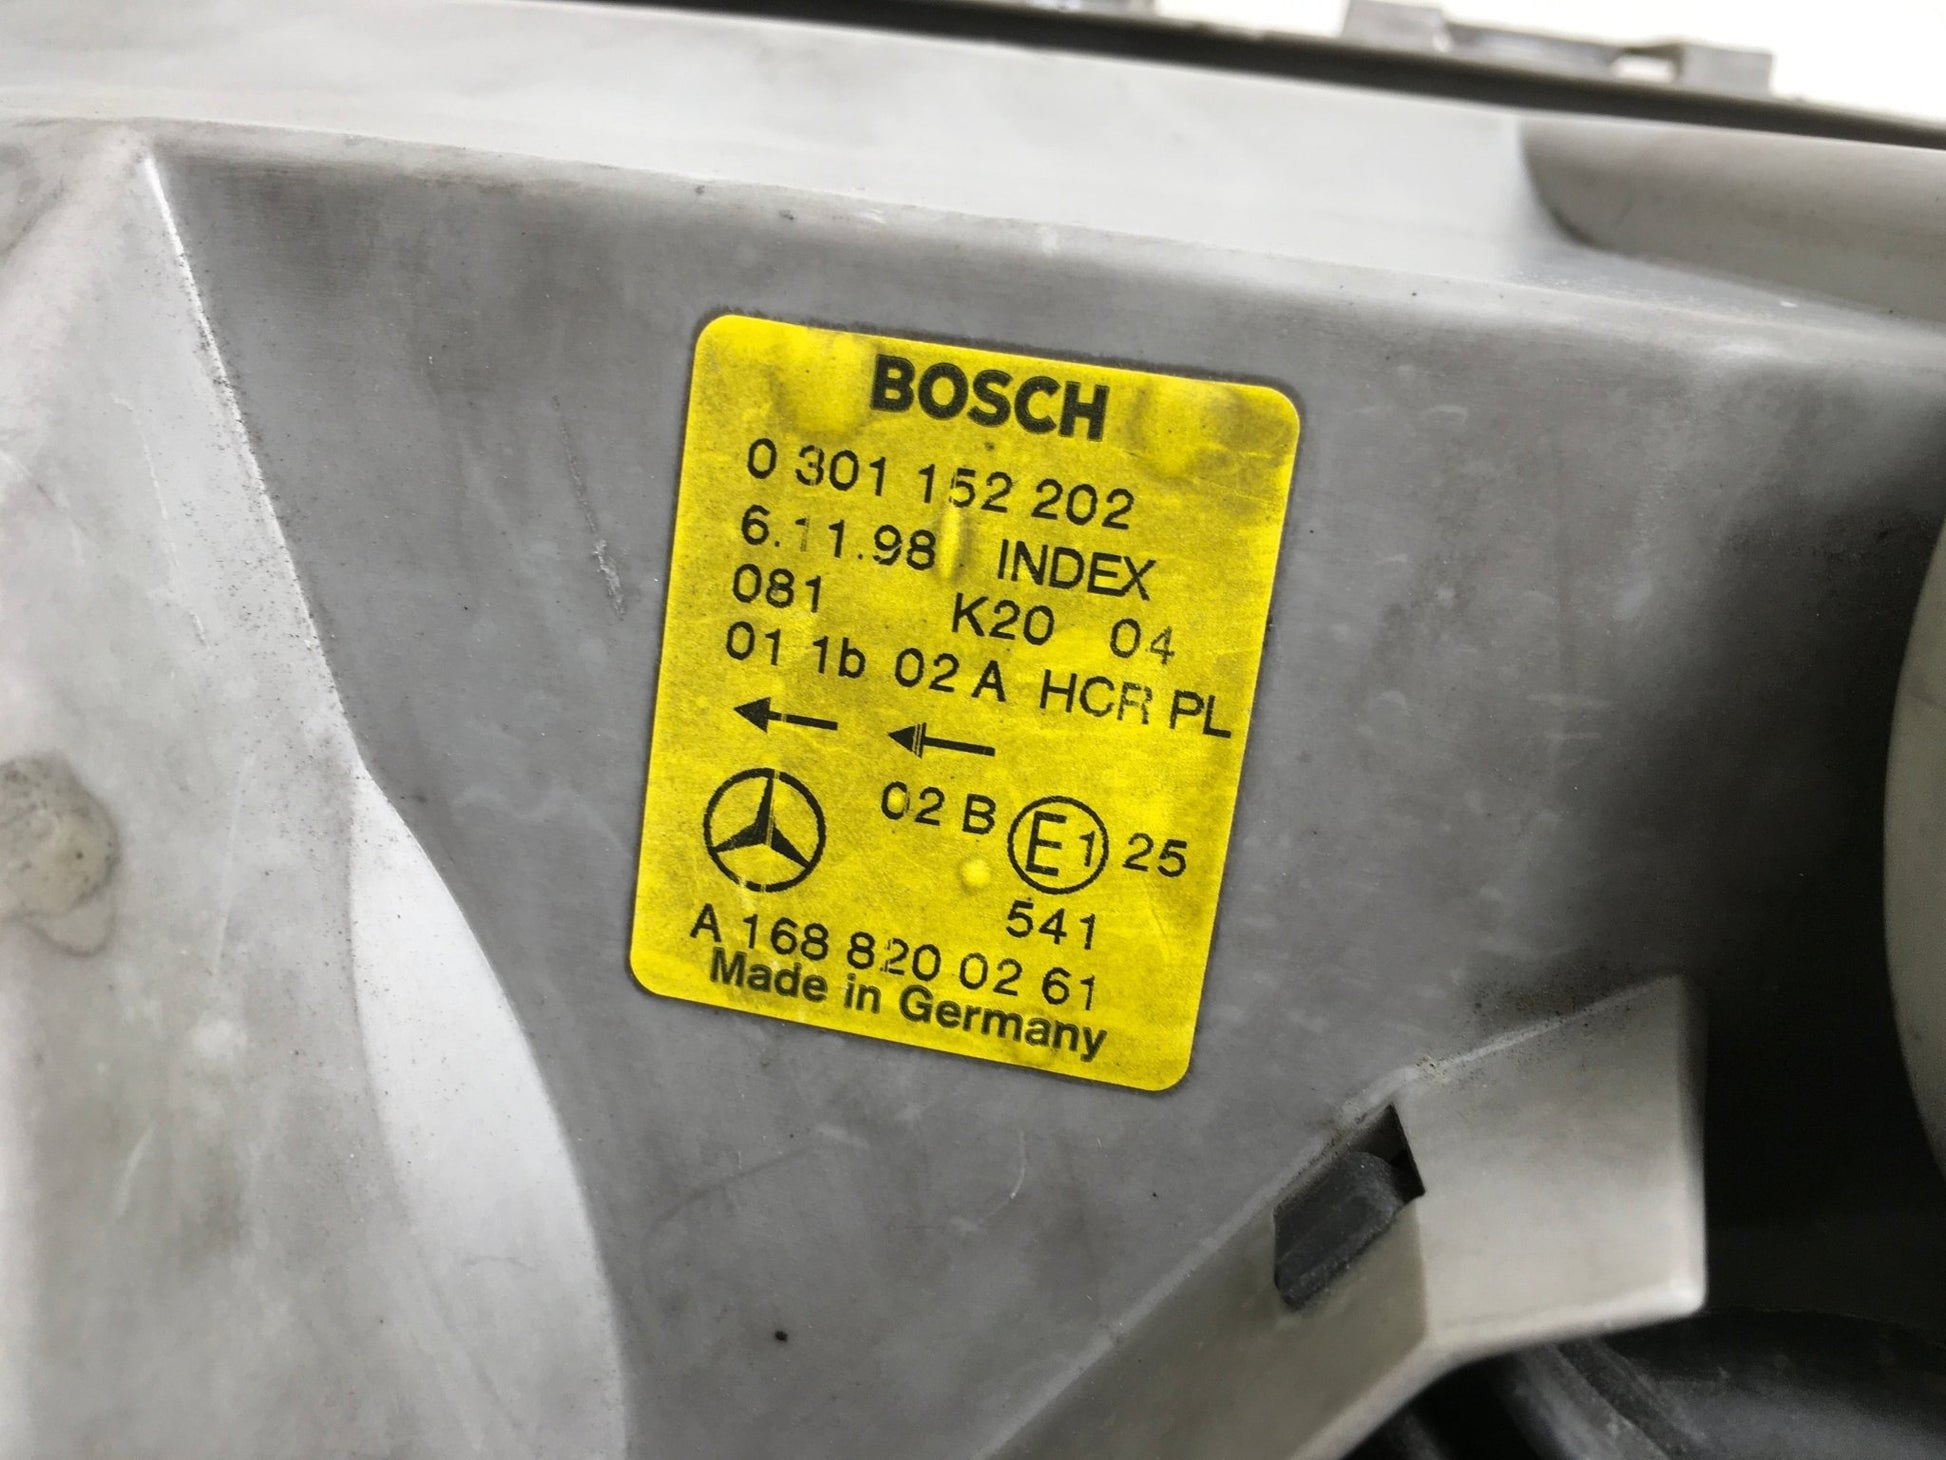 BOSCH
0 301 152 202
6.11.98 INDEX
081 K20 04
01 1b 02 A HCR PL
02 B E1 25
541
A 168 820 02 61
Made in Germany